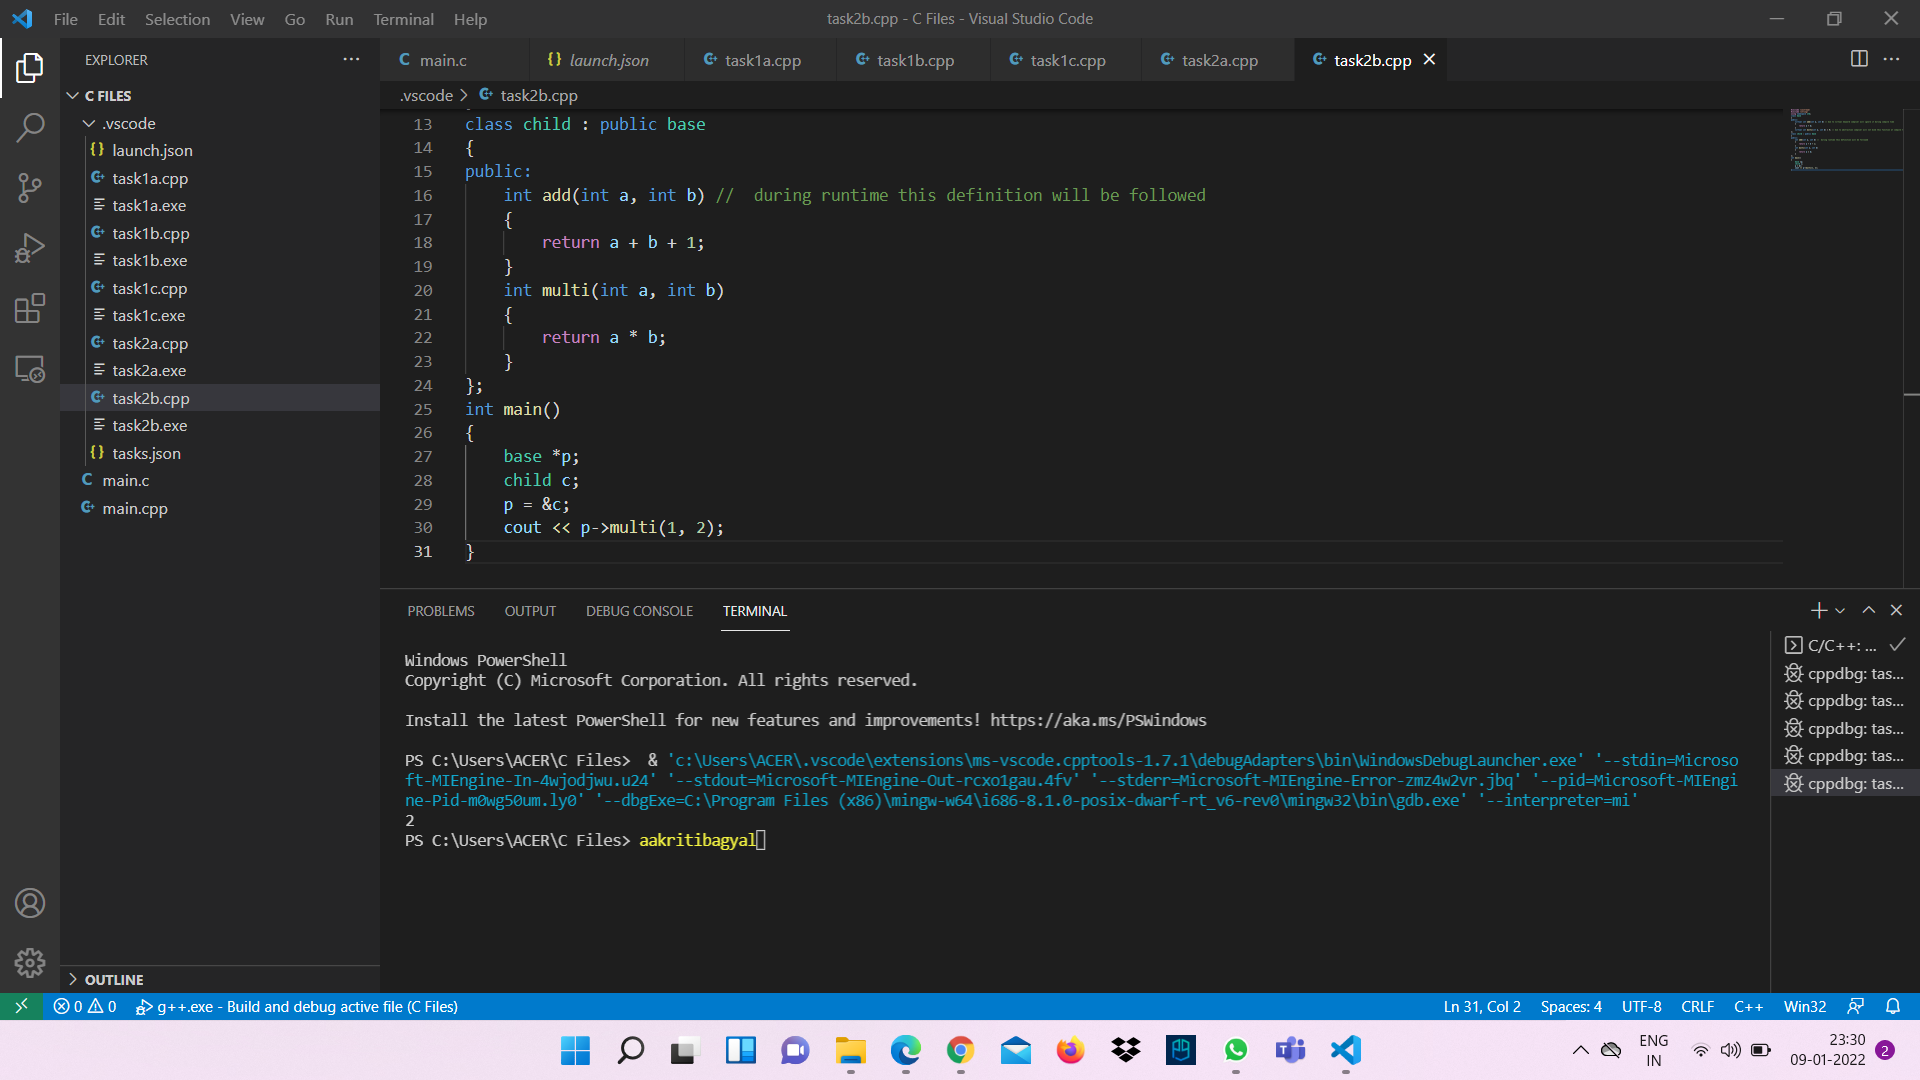 File Edit Selection View Go Run Terminal Help
task2b.cpp - C Files - Visual Studio Code
EXPLORER
main.c
launch.json
task1a.cpp
task1b.cpp
task1c.cpp
task2a.cpp
task2b.cpp
C FILES
.vscode
launch.json
task1a.cpp
task1a.exe
task1b.cpp
task1b.exe
task1c.cpp
task1c.exe
task2a.cpp
task2a.exe
task2b.cpp
task2b.exe
tasks.json
main.c
main.cpp
OUTLINE
.vscode > task2b.cpp
13 class child : public base
14 {
15 public:
16 int add(int a, int b) //  during runtime this definition will be followed
17 {
18 return a + b + 1;
19 }
20 int multi(int a, int b)
21 {
22 return a * b;
23 }
24 };
25 int main()
26 {
27 base *p;
28 child c;
29 p = &c;
30 cout << p->multi(1, 2);
31 }
PROBLEMS OUTPUT DEBUG CONSOLE TERMINAL
Windows PowerShell
Copyright (C) Microsoft Corporation. All rights reserved.
Install the latest PowerShell for new features and improvements! https://aka.ms/PSWindows
PS C:\Users\ACER\C Files>  & 'c:\Users\ACER\.vscode\extensions\ms-vscode.cpptools-1.7.1\debugAdapters\bin\WindowsDebugLauncher.exe' '--stdin=Microso
ft-MIEngine-In-4wjodjwu.u24' '--stdout=Microsoft-MIEngine-Out-rcxo1gau.4fv' '--stderr=Microsoft-MIEngine-Error-zmz4w2vr.jbq' '--pid=Microsoft-MIEngi
ne-Pid-m0wg50um.ly0' '--dbgExe=C:\Program Files (x86)\mingw-w64\i686-8.1.0-posix-dwarf-rt_v6-rev0\mingw32\bin\gdb.exe' '--interpreter=mi'
2
PS C:\Users\ACER\C Files> aakritibagyal
C/C++: ...
cppdbg: tas...
cppdbg: tas...
cppdbg: tas...
cppdbg: tas...
cppdbg: tas...
0 0 g++.exe - Build and debug active file (C Files)
Ln 31, Col 2 Spaces: 4 UTF-8 CRLF C++ Win32
ENG
IN
23:30
09-01-2022
2